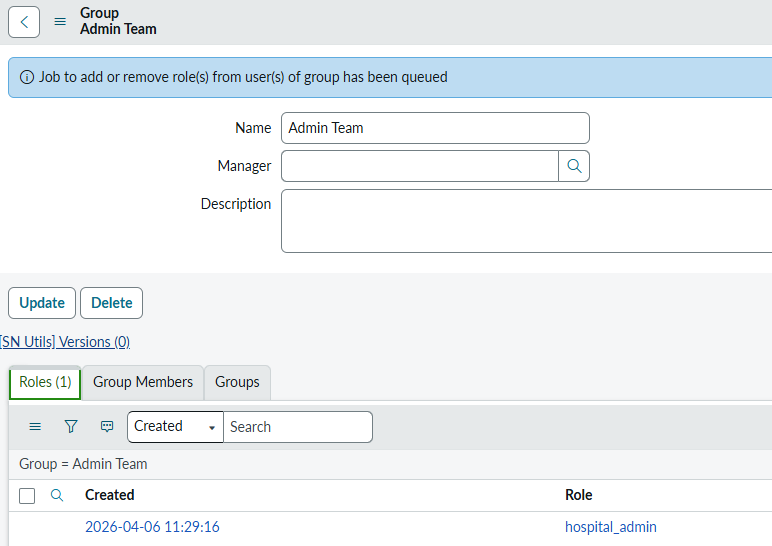 Group
Admin Team
Job to add or remove role(s) from user(s) of group has been queued
Name Admin Team
Manager
Description
Update Delete
[SN Utils] Versions (0)
Roles (1) Group Members Groups
Created Search
Group = Admin Team
Created Role
2026-04-06 11:29:16 hospital_admin